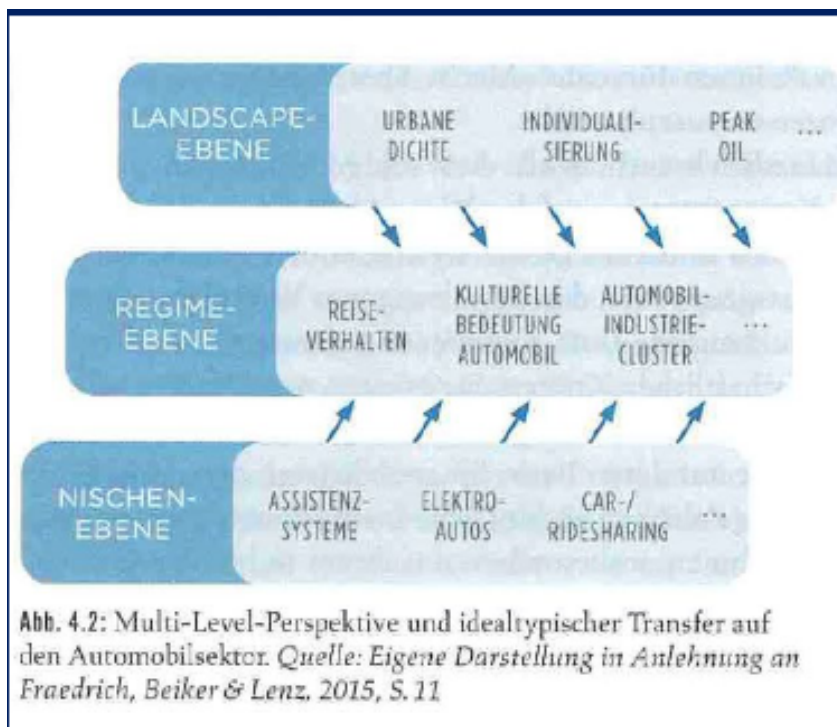 LANDSCAPE-
EBENE
URBANE
DICHTE
INDIVIDUALI-
SIERUNG
PEAK
OIL
...
REGIME-
EBENE
REISE-
VERHALTEN
KULTURELLE
BEDEUTUNG
AUTOMOBIL
AUTOMOBIL-
INDUSTRIE-
CLUSTER
...
NISCHEN-
EBENE
ASSISTENZ-
SYSTEME
ELEKTRO-
AUTOS
CAR-/
RIDESHARING
...
Abb. 4.2: Multi-Level-Perspektive und idealtypischer Transfer auf
den Automobilsektor. Quelle: Eigene Darstellung in Anlehnung an
Fraedrich, Beiker & Lenz, 2015, S. 11